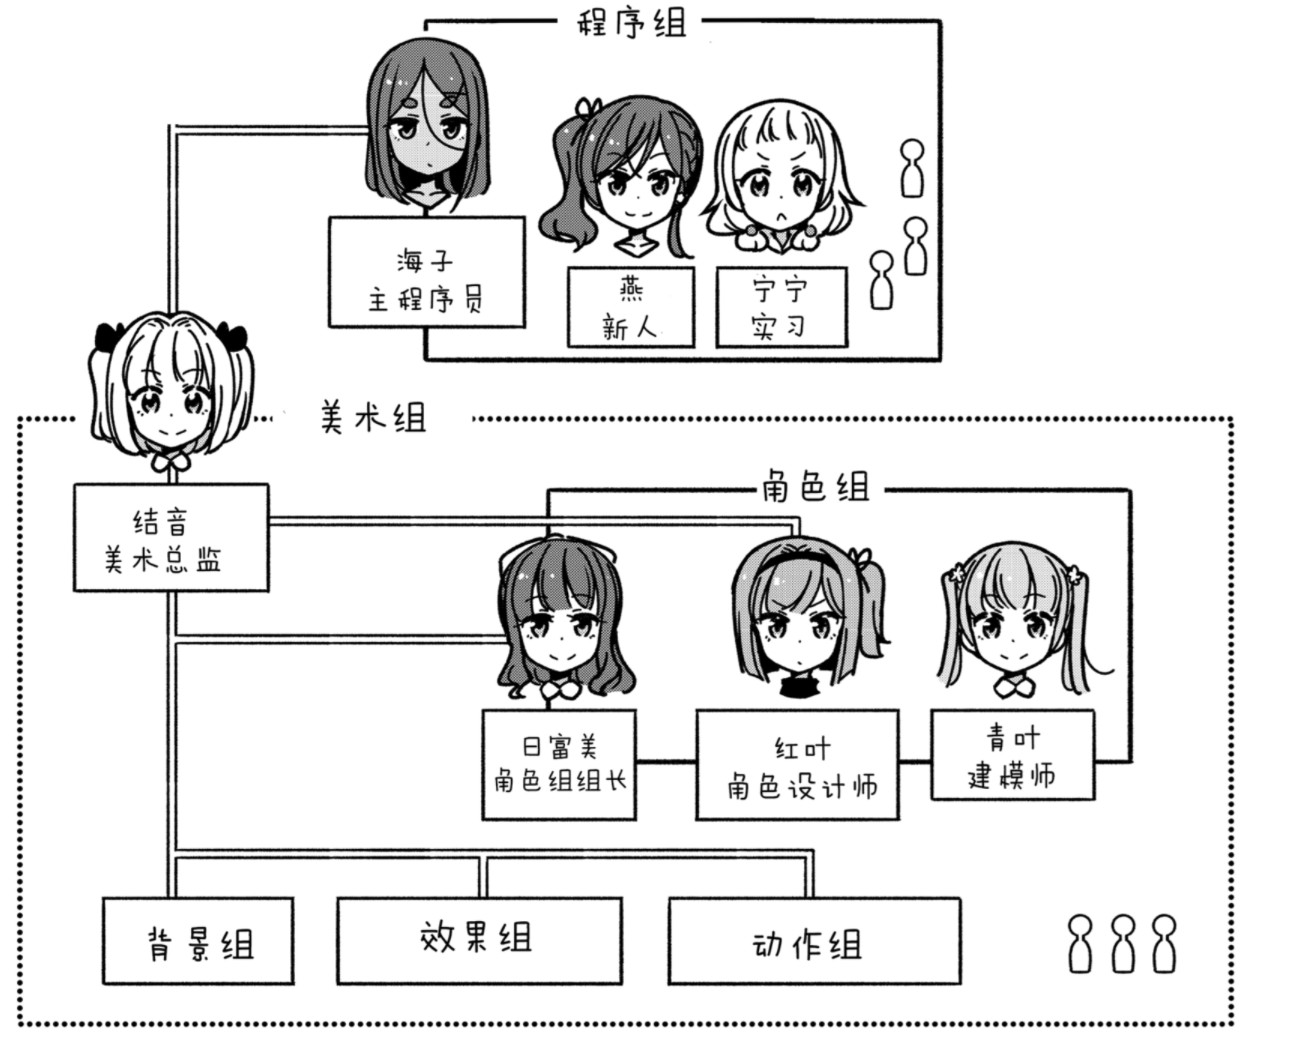 程序组
海子
主程序员
燕
新人
宁宁
实习
美术组
结音
美术总监
角色组
日富美
角色组组长
红叶
角色设计师
青叶
建模师
背景组
效果组
动作组